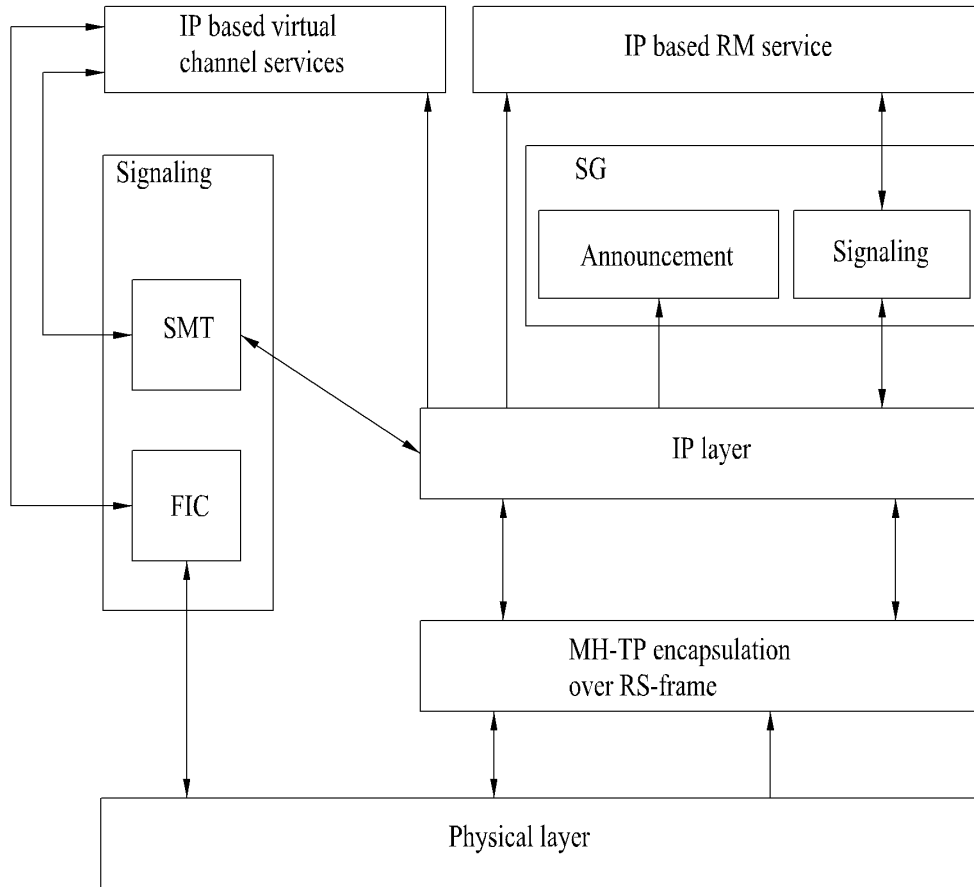 IP based virtual
channel services
IP based RM service
Signaling
SG
Announcement
Signaling
SMT
IP layer
FIC
MH-TP encapsulation
over RS-frame
Physical layer